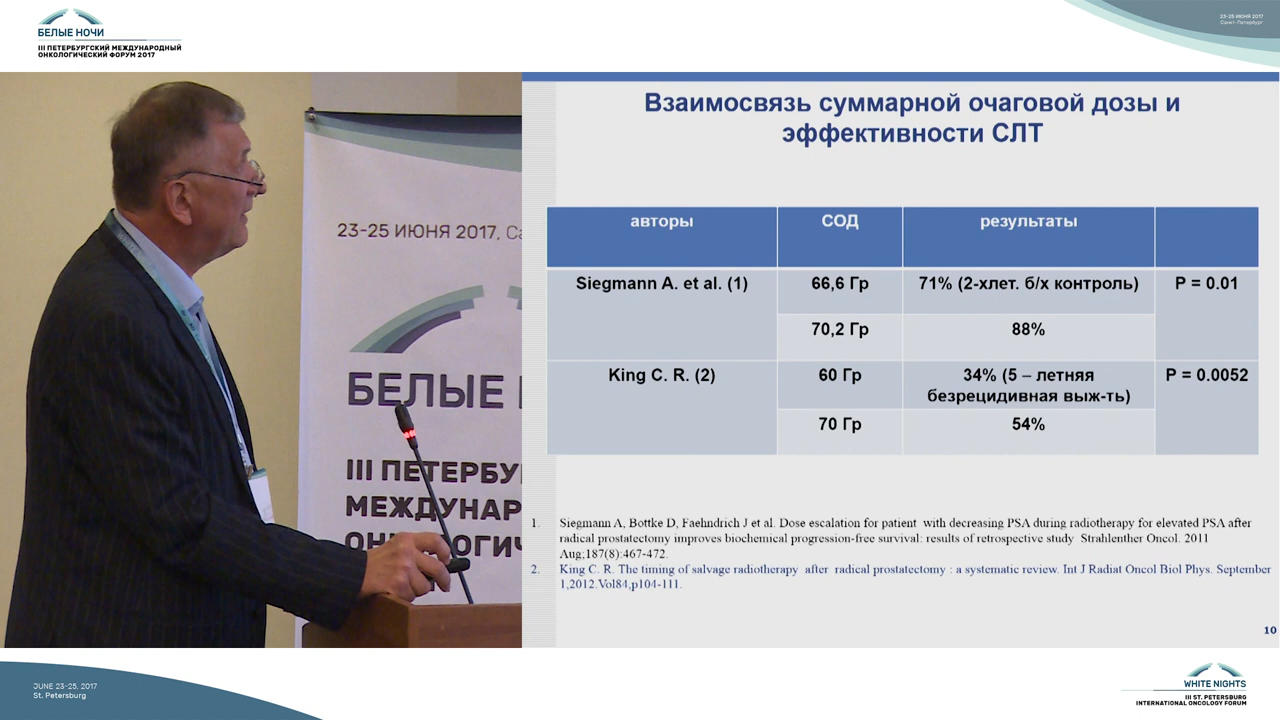 БЕЛЫЕ НОЧИ
III ПЕТЕРБУРГСКИЙ МЕЖДУНАРОДНЫЙ
ОНКОЛОГИЧЕСКИЙ ФОРУМ 2017
23-25 ИЮНЯ 2017
Санкт-Петербург
23-25 ИЮНЯ 2017, Са
БЕЛЫЕ
III ПЕТЕРБУ
МЕЖДУНАР
Взаимосвязь суммарной очаговой дозы и
эффективности СЛТ
авторы СОД результаты
Siegmann A. et al. (1) 66,6 Гр 71% (2-хлет. б/х контроль) P = 0.01
70,2 Гр 88%
King C. R. (2) 60 Гр 34% (5 – летняя
безрецидивная выж-ть) P = 0.0052
70 Гр 54%
1. Siegmann A, Bottke D, Faehndrich J et al. Dose escalation for patient with decreasing PSA during radiotherapy for elevated PSA after
radical prostatectomy improves biochemical progression-free survival: results of retrospective study Strahlenther Oncol. 2011
Aug;187(8):467-472.
2. King C. R. The timing of salvage radiotherapy after radical prostatectomy : a systematic review. Int J Radiat Oncol Biol Phys. September
1,2012.Vol84,p104-111.
10
JUNE 23-25, 2017
St. Petersburg
WHITE NIGHTS
III ST. PETERSBURG
INTERNATIONAL ONCOLOGY FORUM